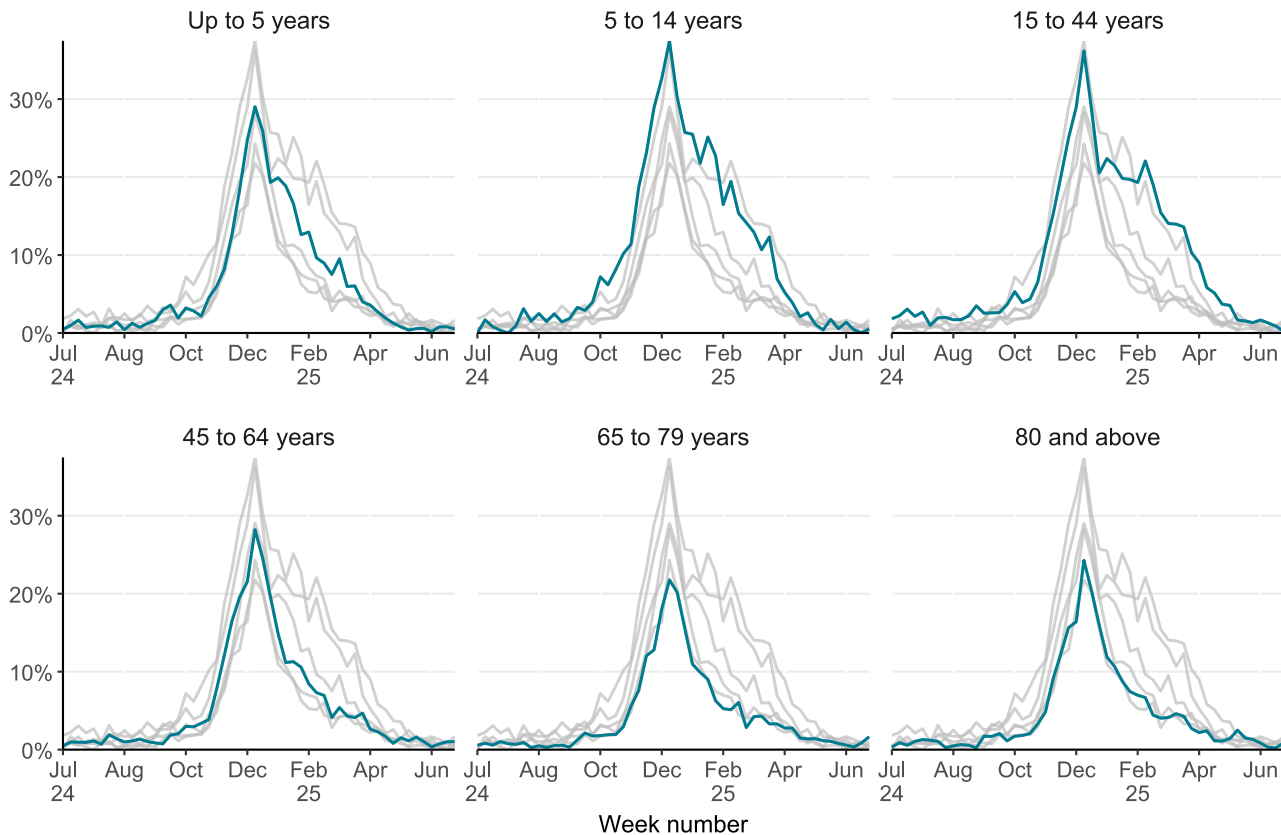 Up to 5 years
5 to 14 years
15 to 44 years
30%
20%
10%
0%
Jul Aug Oct Dec Feb Apr Jun
24 25
Jul Aug Oct Dec Feb Apr Jun
24 25
Jul Aug Oct Dec Feb Apr Jun
24 25
45 to 64 years
65 to 79 years
80 and above
30%
20%
10%
0%
Jul Aug Oct Dec Feb Apr Jun
24 25
Jul Aug Oct Dec Feb Apr Jun
24 25
Jul Aug Oct Dec Feb Apr Jun
24 25
Week number